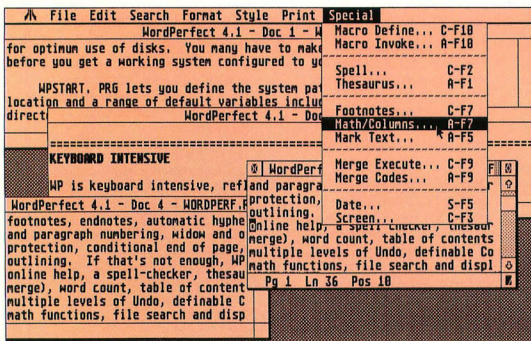 File Edit Search Format Style Print Special
WordPerfect 4.1 - Doc 1 - W
for optimum use of disks. You many have to make
before you get a working system configured to yo
WPSTART. PRG lets you define the system pat
location and a range of default variables includ
direct
WordPerfect 4.1 - Doc
KEYBOARD INTENSIVE
WP is keyboard intensive, refl
WordPerfect 4.1 - Doc 4 - WORDPERF.F
footnotes, endnotes, automatic hyphe
and paragraph numbering, widow and o
protection, conditional end of page,
outlining. If that's not enough, WP
online help, a spell-checker, thesau
merge), word count, table of content
multiple levels of Undo, definable C
math functions, file search and disp
WordPerf
and paragra
protection,
outlining.
Online help, a spell-checker, thesaur
merge), word count, table of contents
multiple levels of Undo, definable Co
math functions, file search and displ
Pg 1 Ln 36 Pos 10
Macro Define... C-F10
Macro Invoke... A-F10
Spell... C-F2
Thesaurus... A-F1
Footnotes... C-F7
Math/Columns... A-F7
Mark Text... A-F5
Merge Execute... C-F9
Merge Codes... A-F9
Date... S-F5
Screen... C-F3